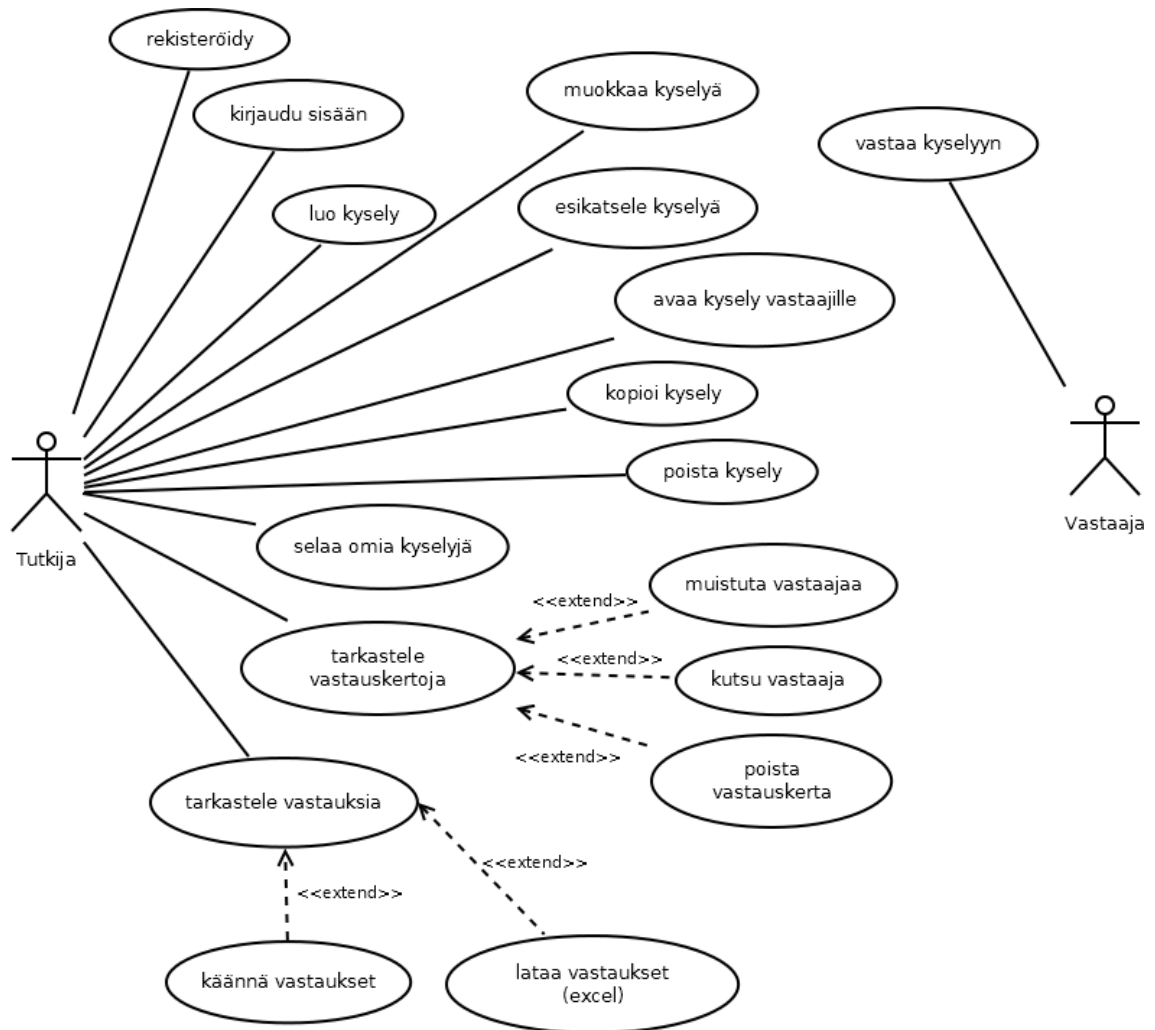 rekisteröidy
kirjaudu sisään
muokkaa kyselyä
vastaa kyselyyn
luo kysely
esikatsele kyselyä
avaa kysely vastaajille
kopioi kysely
poista kysely
Tutkija
Vastaaja
selaa omia kyselyjä
muistuta vastaajaa
<<extend>>
tarkastele
vastauskertoja
<<extend>>
kutsu vastaaja
<<extend>>
poista
vastauskerta
tarkastele vastauksia
<<extend>>
<<extend>>
käännä vastaukset
lataa vastaukset
(excel)